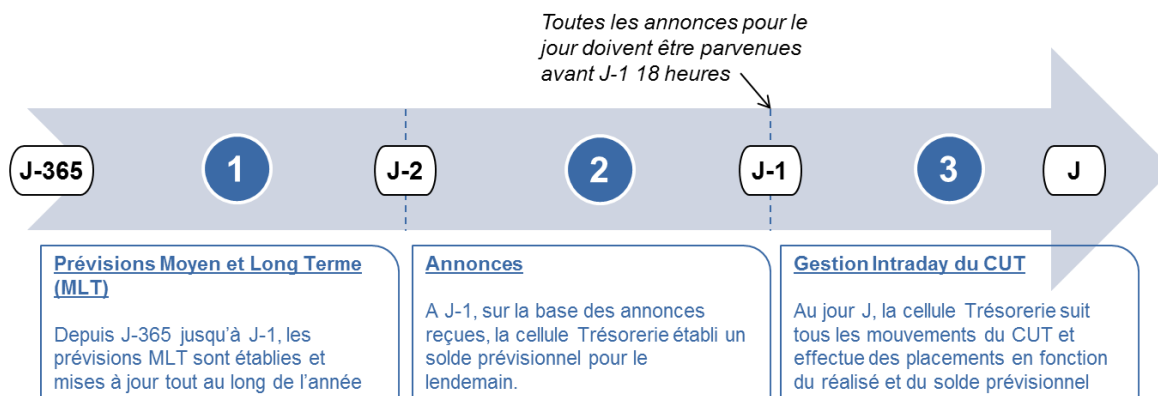 Toutes les annonces pour le
jour doivent être parvenues
avant J-1 18 heures
J-365
1
J-2
2
J-1
3
J
Prévisions Moyen et Long Terme
(MLT)
Depuis J-365 jusqu'à J-1, les
prévisions MLT sont établies et
mises à jour tout au long de l'année
Annonces
A J-1, sur la base des annonces
reçues, la cellule Trésorerie établi un
solde prévisionnel pour le
lendemain.
Gestion Intraday du CUT
Au jour J, la cellule Trésorerie suit
tous les mouvements du CUT et
effectue des placements en fonction
du réalisé et du solde prévisionnel